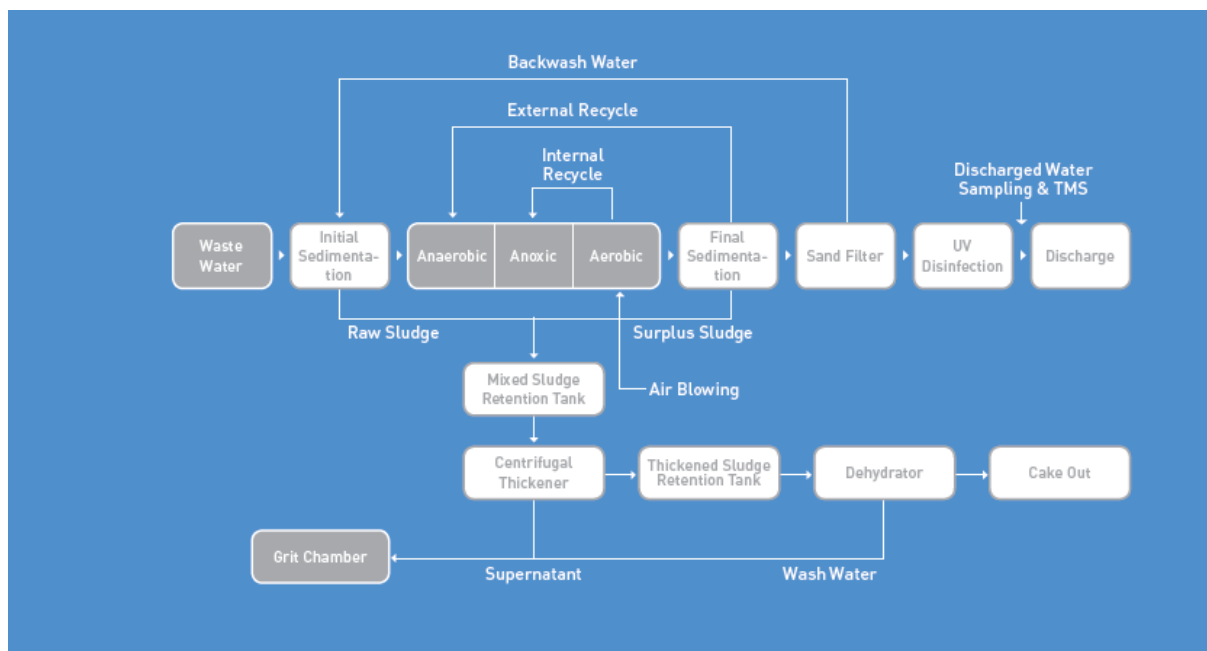 Backwash Water
External Recycle
Internal
Recycle
Discharged Water
Sampling & TMS
Waste
Water
Initial
Sedimenta-
tion
Anaerobic
Anoxic
Aerobic
Final
Sedimenta-
tion
Sand Filter
UV
Disinfection
Discharge
Raw Sludge
Surplus Sludge
Mixed Sludge
Retention Tank
Air Blowing
Centrifugal
Thickener
Thickened Sludge
Retention Tank
Dehydrator
Cake Out
Grit Chamber
Supernatant
Wash Water